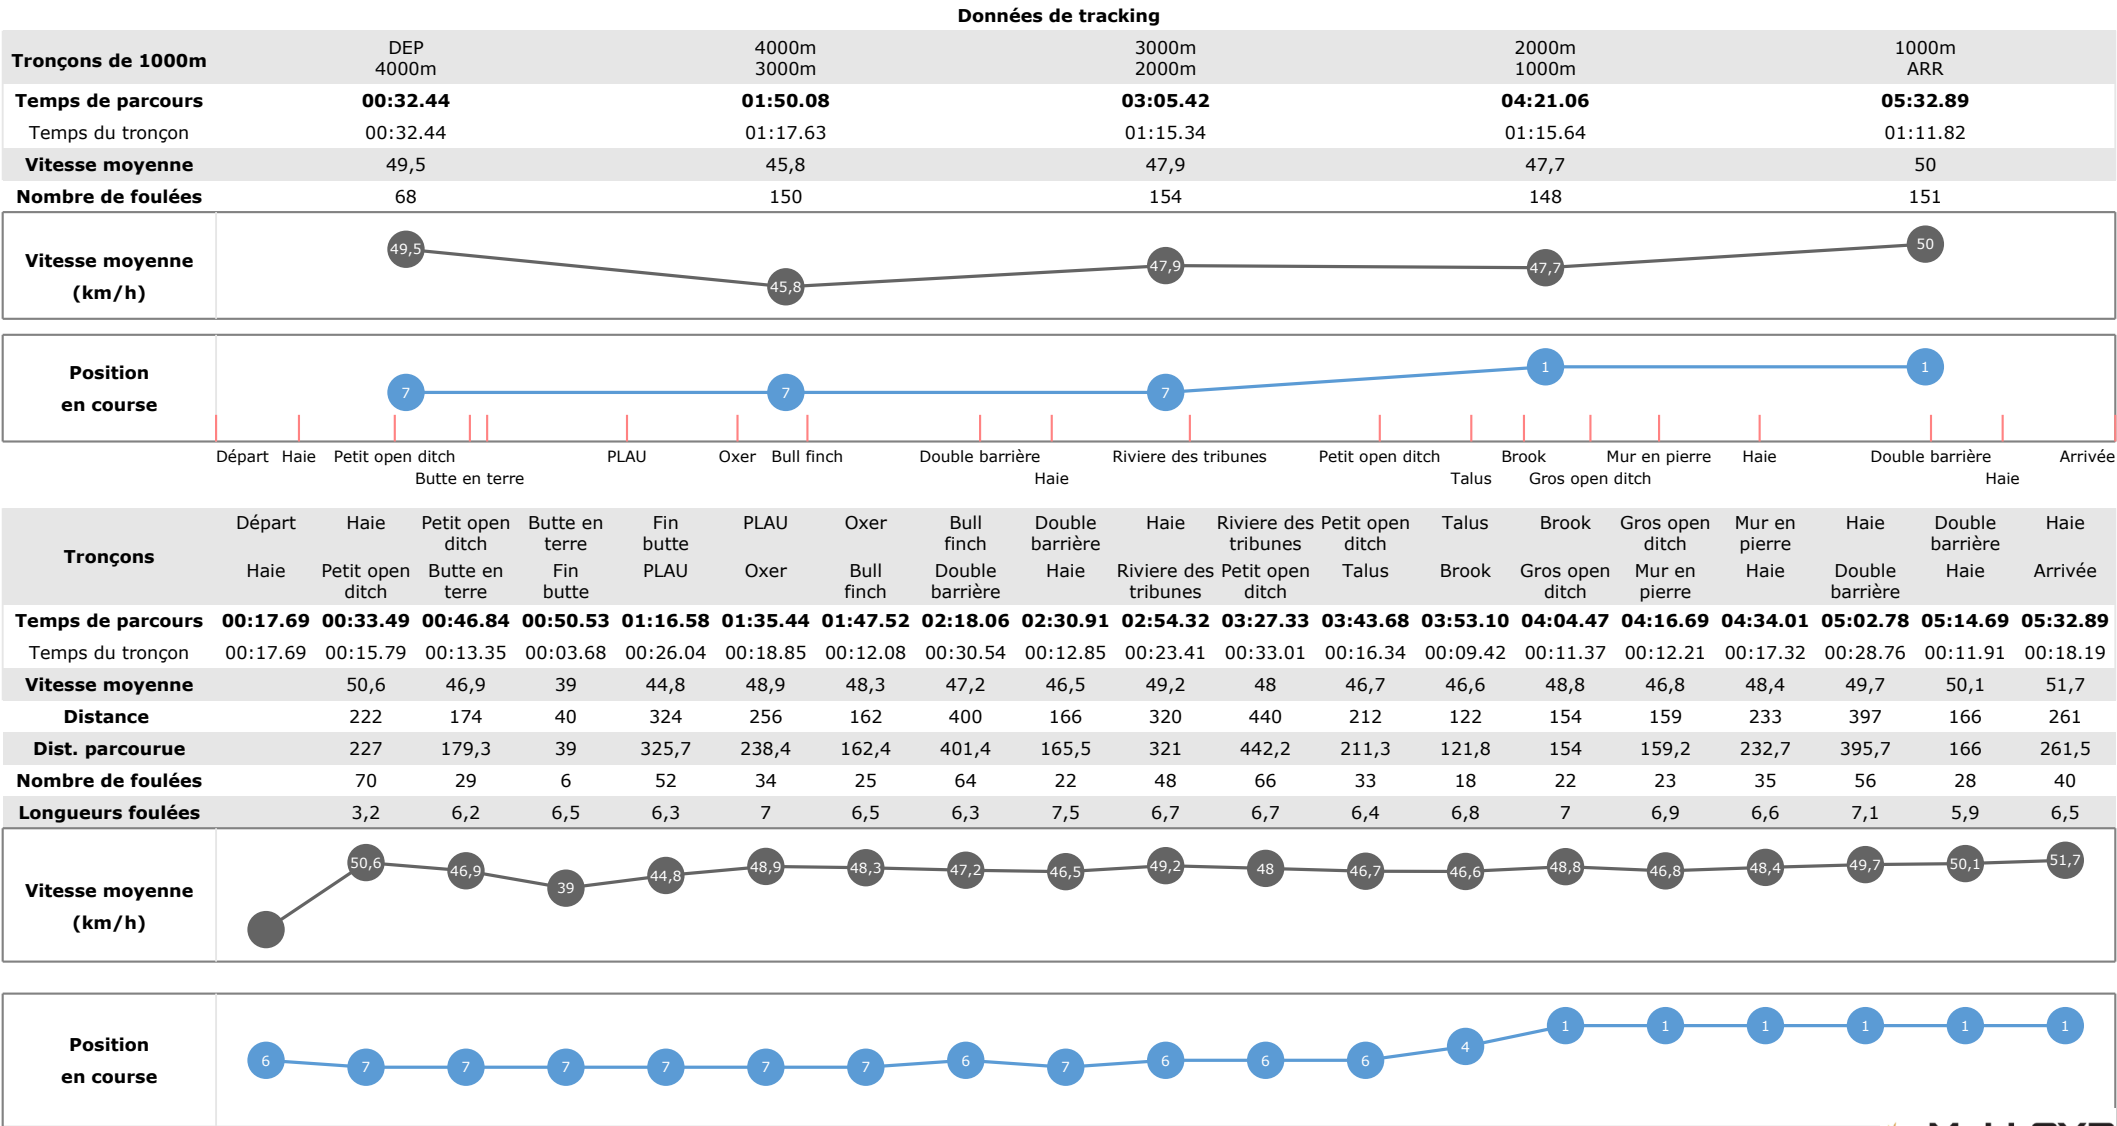 Données de tracking
Tronçons de 1000m
DEP 4000m 3000m 2000m 1000m
4000m 3000m 2000m 1000m ARR
Temps de parcours 00:32.44 01:50.08 03:05.42 04:21.06 05:32.89
Temps du tronçon 00:32.44 01:17.63 01:15.34 01:15.64 01:11.82
Vitesse moyenne 49,5 45,8 47,9 47,7 50
Nombre de foulées 68 150 154 148 151
Vitesse moyenne
(km/h)
49,5 45,8 47,9 47,7 50
Position
en course
7 7 7 1 1
Départ Haie Petit open ditch PLAU Oxer Bull finch Double barrière Riviere des tribunes Petit open ditch Brook Mur en pierre Haie Double barrière Arrivée
Butte en terre Haie Talus Gros open ditch Haie
Tronçons
Départ Haie Petit open Butte en Fin PLAU Oxer Bull Double Haie Riviere des Petit open Talus Brook Gros open Mur en Haie Double Haie
ditch terre butte finch barrière tribunes ditch ditch pierre barrière
Haie Petit open Butte en Fin PLAU Oxer Bull Double Haie Riviere des Petit open Talus Brook Gros open Mur en Haie Double Haie Arrivée
ditch terre butte finch barrière tribunes ditch ditch pierre barrière
Temps de parcours 00:17.69 00:33.49 00:46.84 00:50.53 01:16.58 01:35.44 01:47.52 02:18.06 02:30.91 02:54.32 03:27.33 03:43.68 03:53.10 04:04.47 04:16.69 04:34.01 05:02.78 05:14.69 05:32.89
Temps du tronçon 00:17.69 00:15.79 00:13.35 00:03.68 00:26.04 00:18.85 00:12.08 00:30.54 00:12.85 00:23.41 00:33.01 00:16.34 00:09.42 00:11.37 00:12.21 00:17.32 00:28.76 00:11.91 00:18.19
Vitesse moyenne 50,6 46,9 39 44,8 48,9 48,3 47,2 46,5 49,2 48 46,7 46,6 48,8 46,8 48,4 49,7 50,1 51,7
Distance 222 174 40 324 256 162 400 166 320 440 212 122 154 159 233 397 166 261
Dist. parcourue 227 179,3 39 325,7 238,4 162,4 401,4 165,5 321 442,2 211,3 121,8 154 159,2 232,7 395,7 166 261,5
Nombre de foulées 70 29 6 52 34 25 64 22 48 66 33 18 22 23 35 56 28 40
Longueurs foulées 3,2 6,2 6,5 6,3 7 6,5 6,3 7,5 6,7 6,7 6,4 6,8 7 6,9 6,6 7,1 5,9 6,5
Vitesse moyenne
(km/h)
50,6 46,9 39 44,8 48,9 48,3 47,2 46,5 49,2 48 46,7 46,6 48,8 46,8 48,4 49,7 50,1 51,7
Position
en course
6 7 7 7 7 7 7 6 7 6 6 6 4 1 1 1 1 1 1